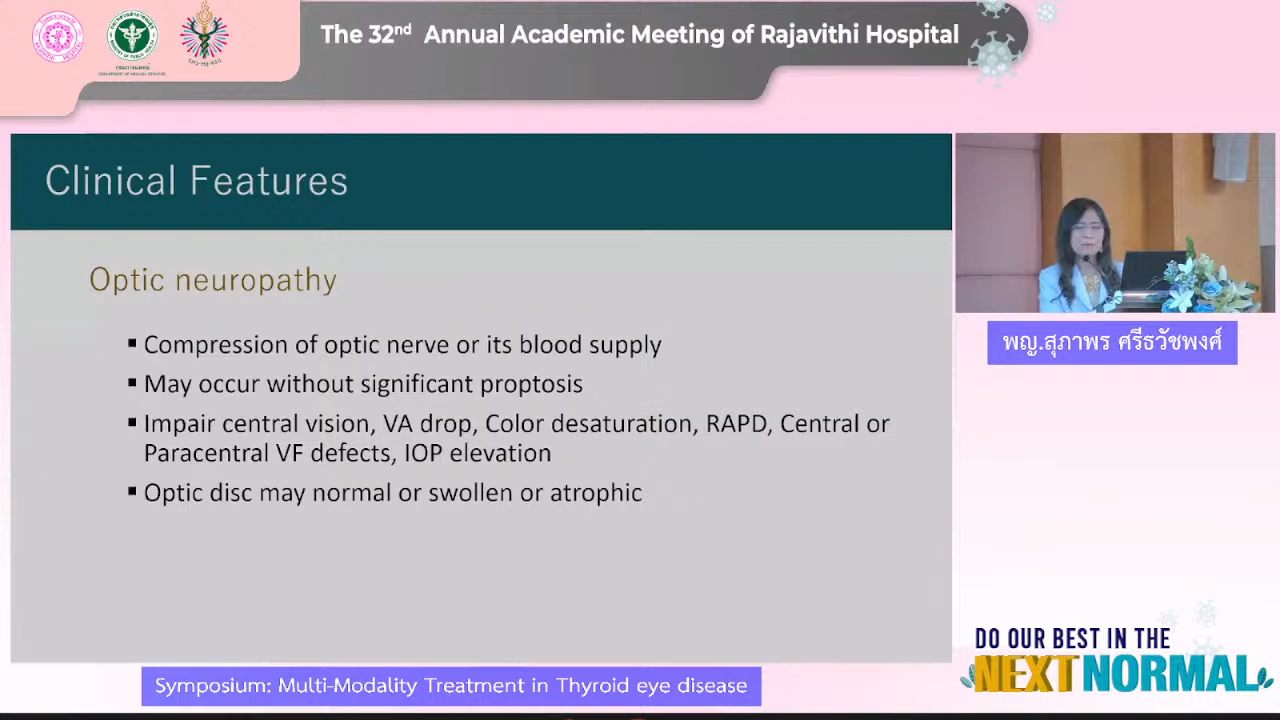 The 32nd Annual Academic Meeting of Rajavithi Hospital
Clinical Features
Optic neuropathy
▪ Compression of optic nerve or its blood supply
▪ May occur without significant proptosis
▪ Impair central vision, VA drop, Color desaturation, RAPD, Central or
Paracentral VF defects, IOP elevation
▪ Optic disc may normal or swollen or atrophic
พญ.สุภาพร ศรีธวัชพงศ์
DO OUR BEST IN THE
NEXT NORMAL
Symposium: Multi-Modality Treatment in Thyroid eye disease